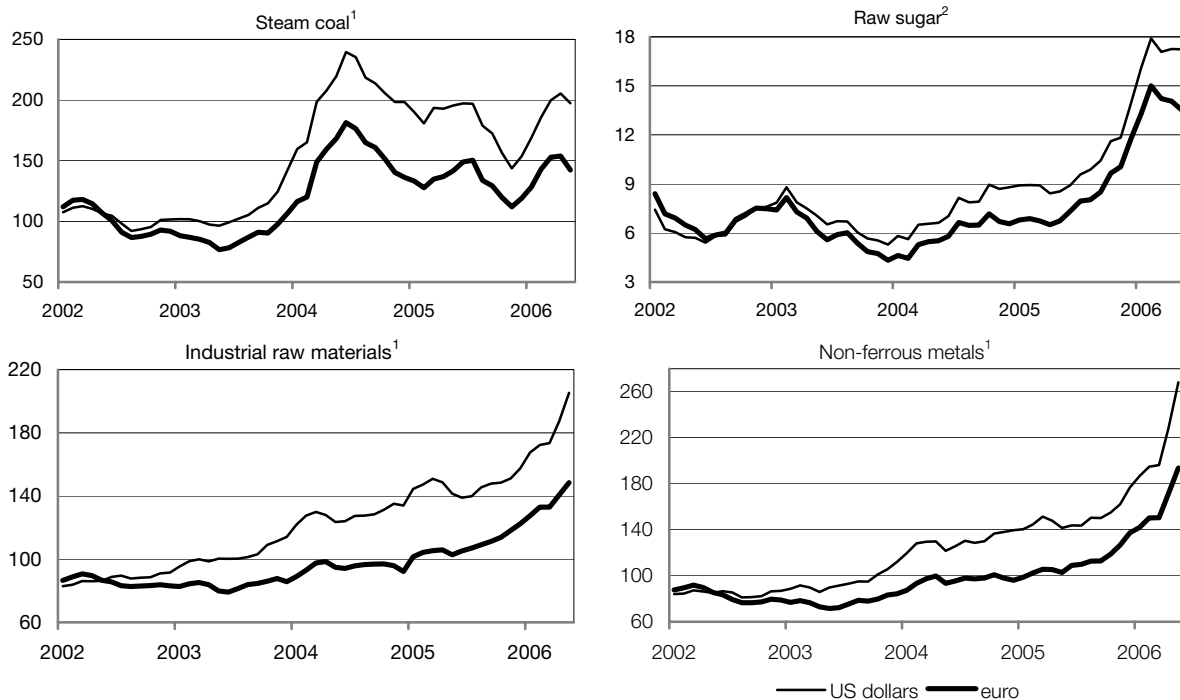 Steam coal¹
250
200
150
100
50
2002 2003 2004 2005 2006
Raw sugar²
18
15
12
9
6
3
2002 2003 2004 2005 2006
Industrial raw materials¹
220
180
140
100
60
2002 2003 2004 2005 2006
Non-ferrous metals¹
260
220
180
140
100
60
2002 2003 2004 2005 2006
US dollars euro